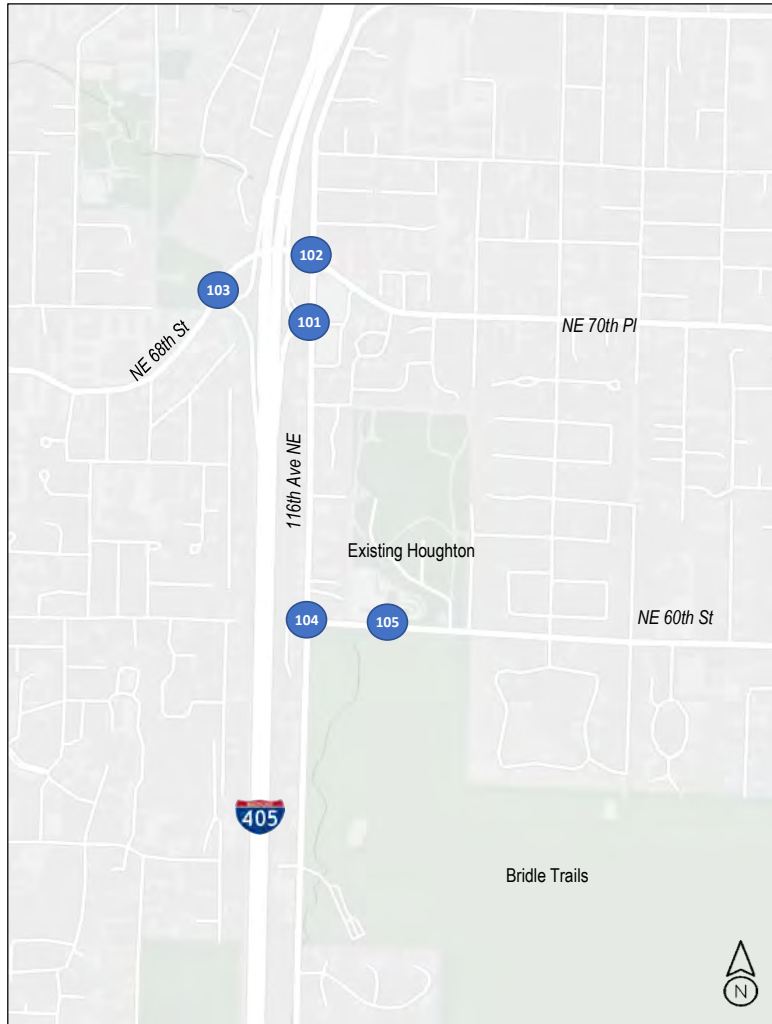 102
103
101
NE 70th Pl
NE 68th St
116th Ave NE
Existing Houghton
104
105
NE 60th St
405
Bridle Trails
N